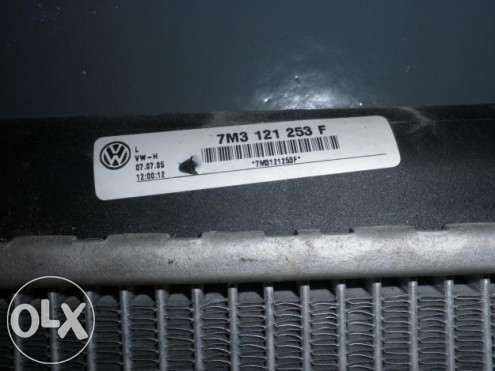 7M3 121 253 F
L
VW-H
07.07.05
12:00:12
*7M3121253F*
OLX